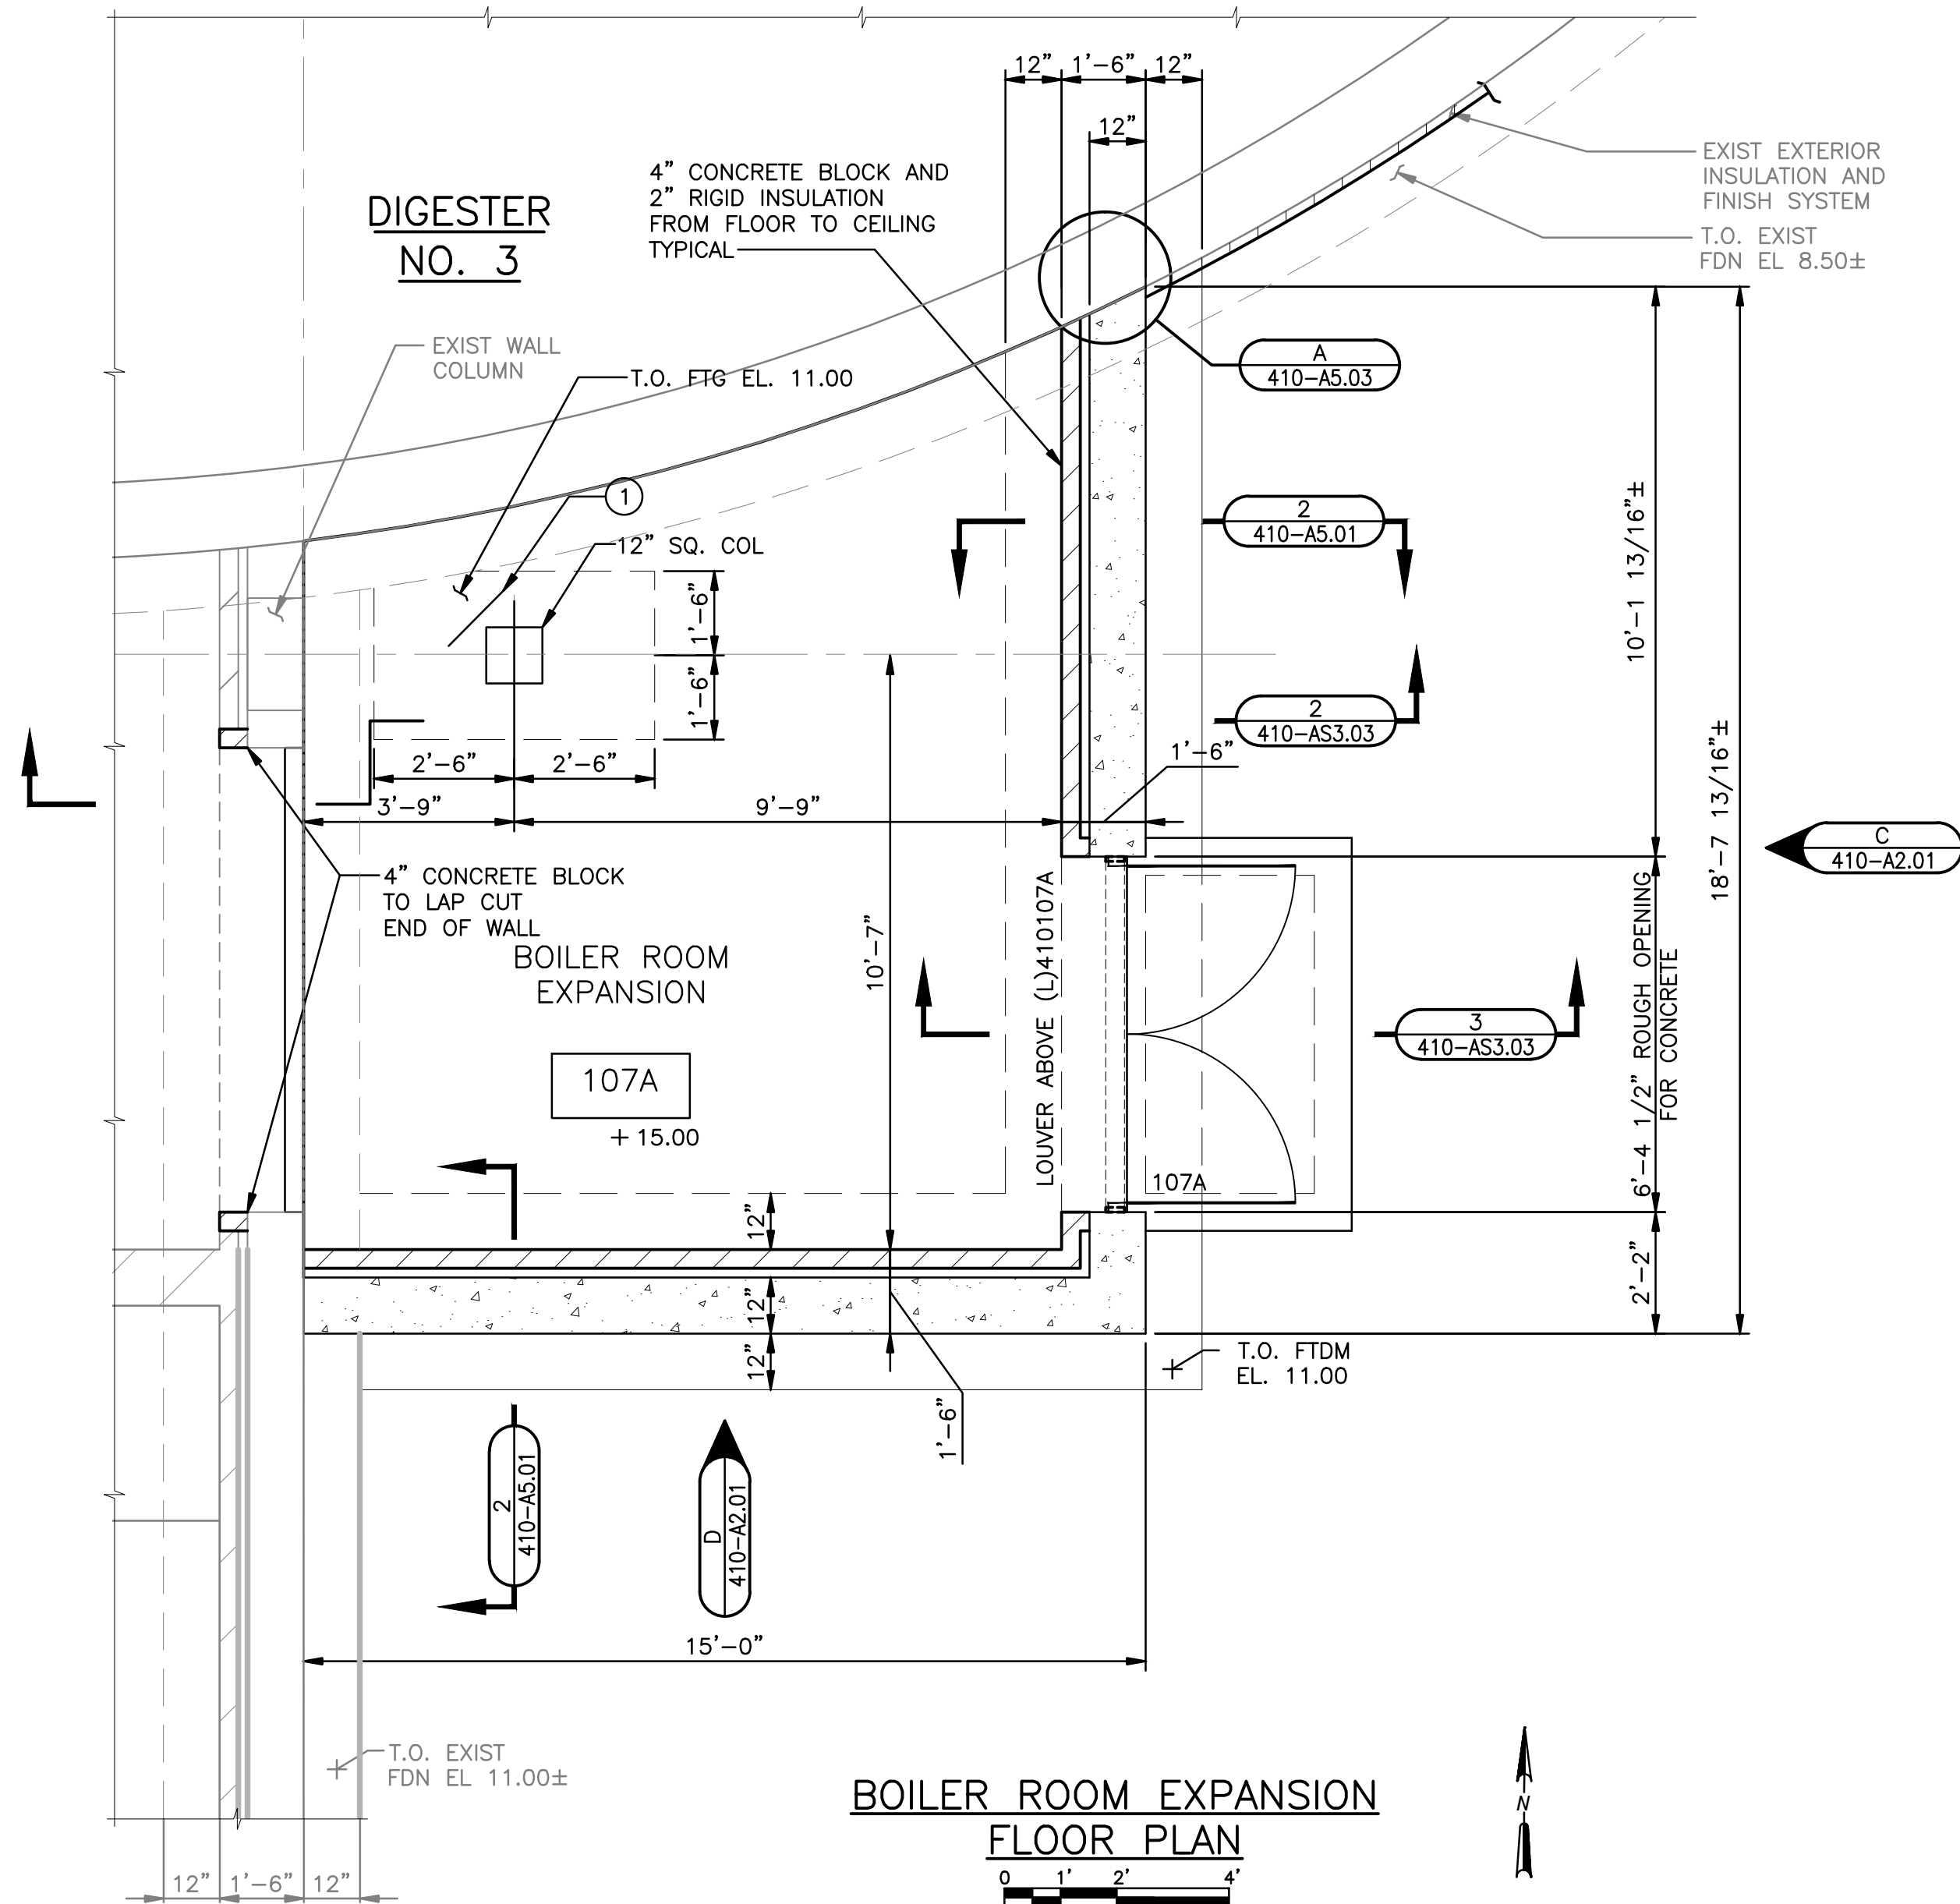 12"
1'-6"
12"
12"
4" CONCRETE BLOCK AND
2" RIGID INSULATION
FROM FLOOR TO CEILING
TYPICAL
DIGESTER
NO. 3
EXIST EXTERIOR
INSULATION AND
FINISH SYSTEM
T.O. EXIST
FDN EL 8.50±
EXIST WALL
COLUMN
T.O. FTG EL. 11.00
A
410-A5.03
1
12" SQ. COL
2
410-A5.01
10'-1 13/16"±
1'-6"
1'-6"
2
410-AS3.03
18'-7 13/16"±
1'-6"
2'-6"
2'-6"
3'-9"
9'-9"
C
410-A2.01
4" CONCRETE BLOCK
TO LAP CUT
END OF WALL
10'-7"
LOUVER ABOVE (L)410107A
6'-4 1/2" ROUGH OPENING
FOR CONCRETE
BOILER ROOM
EXPANSION
3
410-AS3.03
107A
+ 15.00
107A
12"
12"
12"
2'-2"
T.O. FTDM
EL. 11.00
1'-6"
2
410-A5.01
D
410-A2.01
15'-0"
T.O. EXIST
FDN EL 11.00±
BOILER ROOM EXPANSION
FLOOR PLAN
N
0 1' 2' 4'
12"
1'-6"
12"